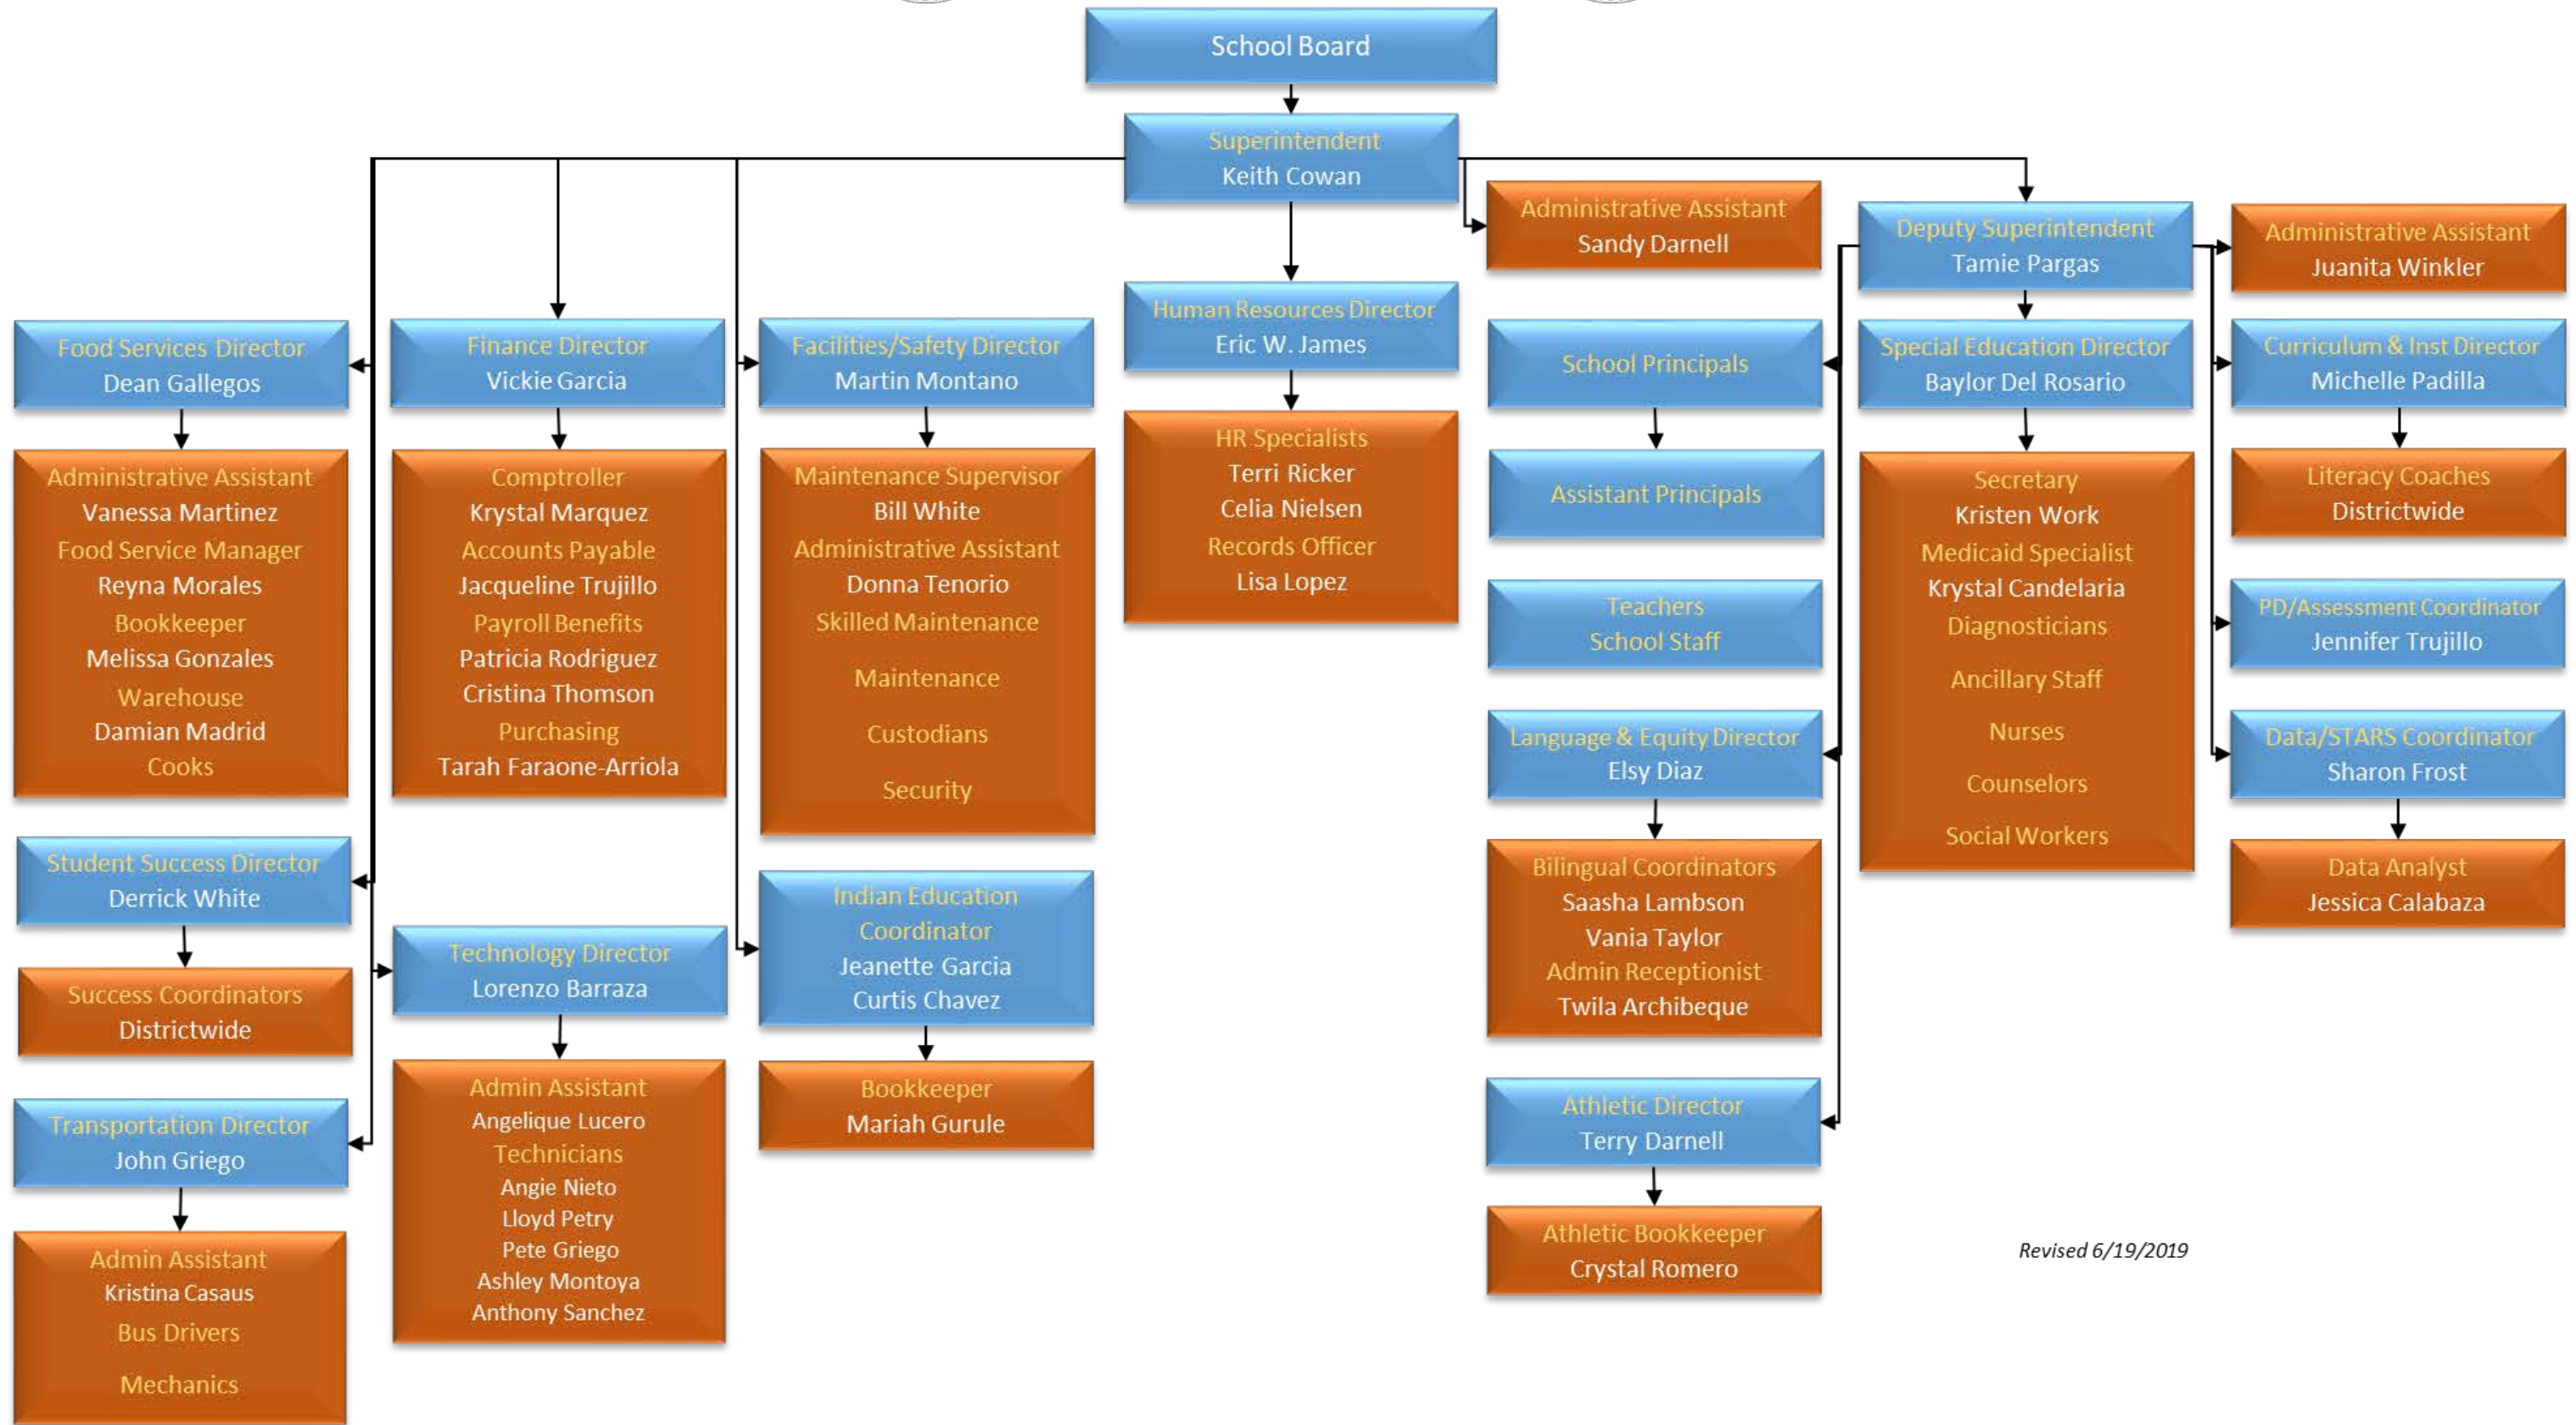 School Board
Superintendent
Keith Cowan
Administrative Assistant
Sandy Darnell
Deputy Superintendent
Tamie Pargas
Administrative Assistant
Juanita Winkler
Human Resources Director
Eric W. James
HR Specialists
Terri Ricker
Celia Nielsen
Records Officer
Lisa Lopez
Food Services Director
Dean Gallegos
Administrative Assistant
Vanessa Martinez
Food Service Manager
Reyna Morales
Bookkeeper
Melissa Gonzales
Warehouse
Damian Madrid
Cooks
Student Success Director
Derrick White
Success Coordinators
Districtwide
Transportation Director
John Griego
Admin Assistant
Kristina Casaus
Bus Drivers
Mechanics
Finance Director
Vickie Garcia
Comptroller
Krystal Marquez
Accounts Payable
Jacqueline Trujillo
Payroll Benefits
Patricia Rodriguez
Cristina Thomson
Purchasing
Tarah Faraone-Arriola
Technology Director
Lorenzo Barraza
Admin Assistant
Angelique Lucero
Technicians
Angie Nieto
Lloyd Petry
Pete Griego
Ashley Montoya
Anthony Sanchez
Facilities/Safety Director
Martin Montano
Maintenance Supervisor
Bill White
Administrative Assistant
Donna Tenorio
Skilled Maintenance
Maintenance
Custodians
Security
Indian Education
Coordinator
Jeanette Garcia
Curtis Chavez
Bookkeeper
Mariah Gurule
School Principals
Assistant Principals
Teachers
School Staff
Language & Equity Director
Elsy Diaz
Bilingual Coordinators
Saasha Lambson
Vania Taylor
Admin Receptionist
Twila Archibeque
Athletic Director
Terry Darnell
Athletic Bookkeeper
Crystal Romero
Special Education Director
Baylor Del Rosario
Secretary
Kristen Work
Medicaid Specialist
Krystal Candelaria
Diagnosticians
Ancillary Staff
Nurses
Counselors
Social Workers
Curriculum & Inst Director
Michelle Padilla
Literacy Coaches
Districtwide
PD/Assessment Coordinator
Jennifer Trujillo
Data/STARS Coordinator
Sharon Frost
Data Analyst
Jessica Calabaza
Revised 6/19/2019